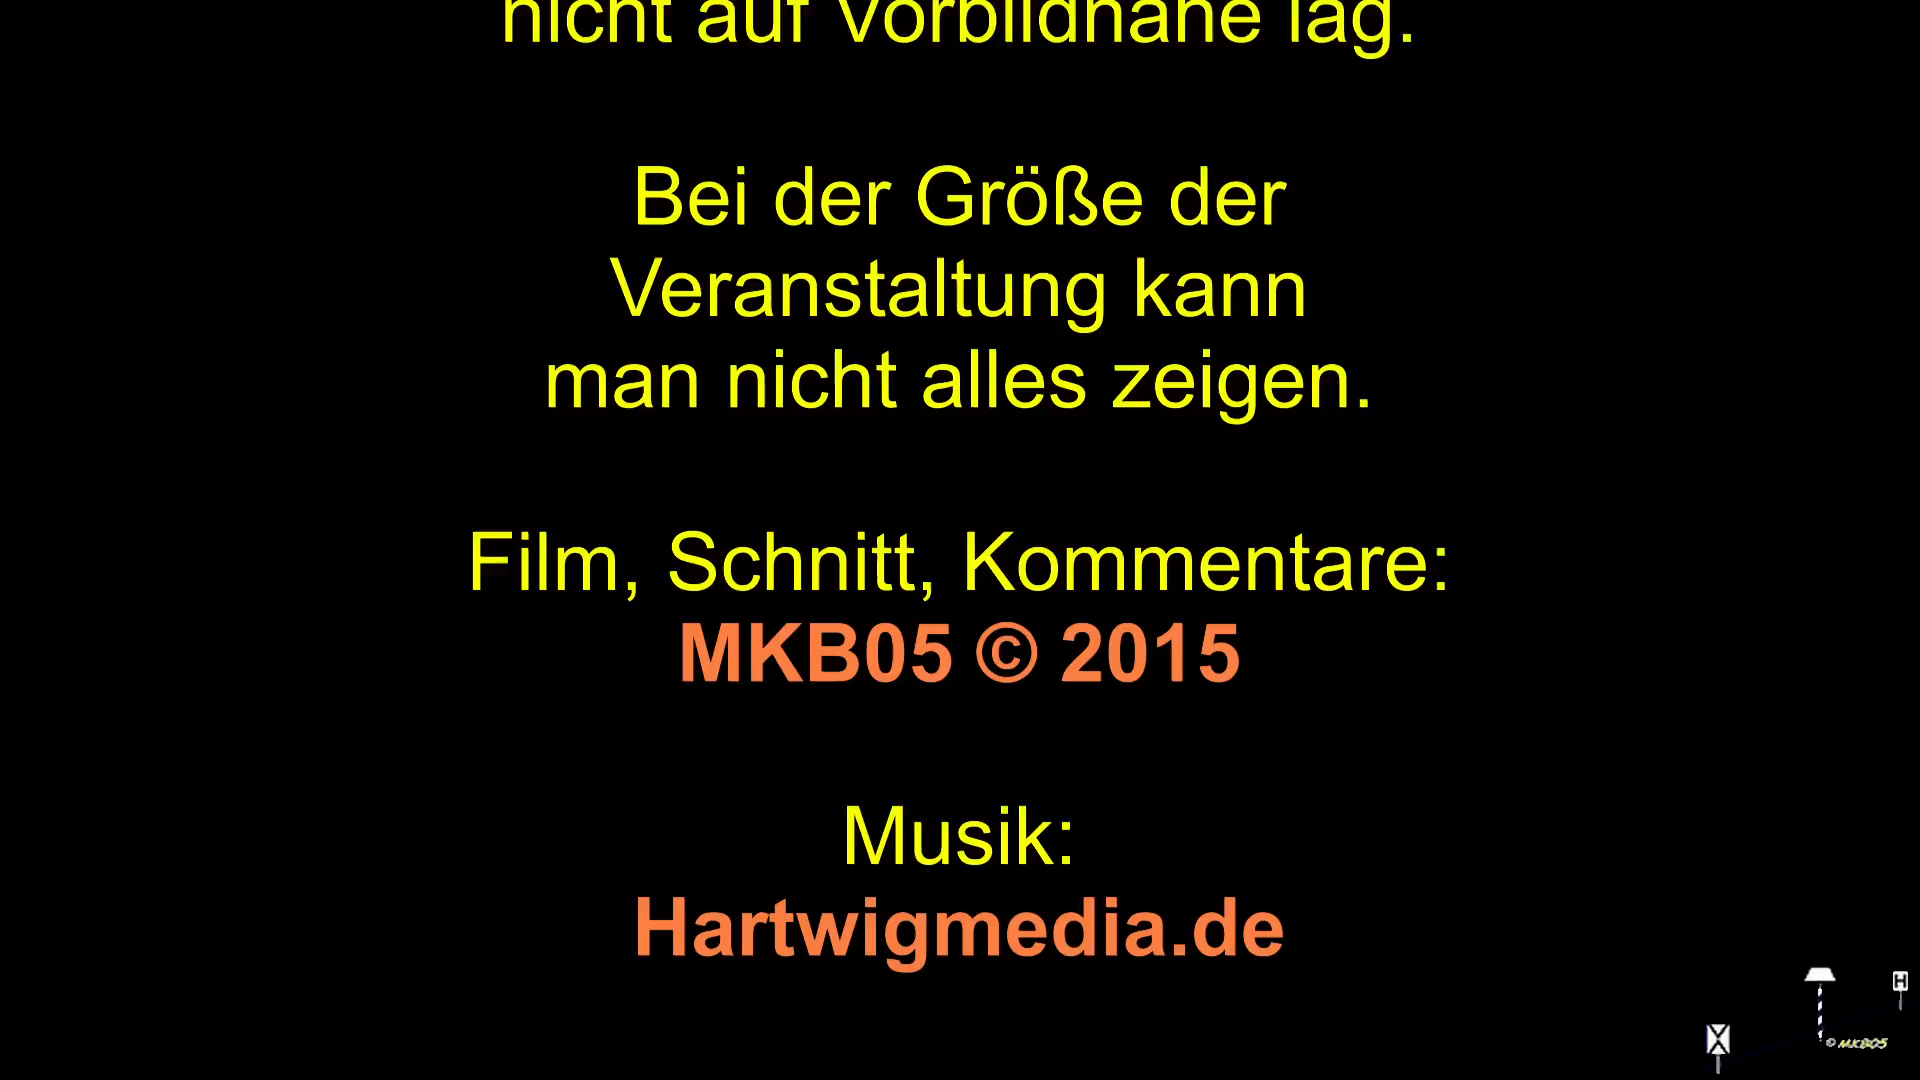 nicht auf Vorbildnähe lag.
Bei der Größe der
Veranstaltung kann
man nicht alles zeigen.
Film, Schnitt, Kommentare:
MKB05 © 2015
Musik:
Hartwigmedia.de
H
© MKB05